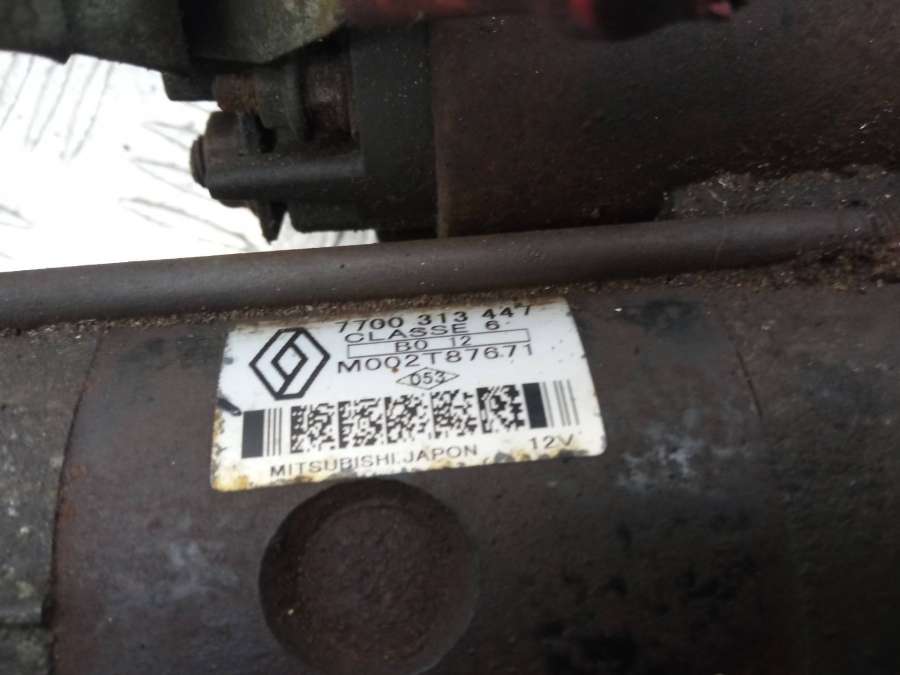 7700 313 447
CLASSE 6
B0 12
M002T87671
053
MITSUBISHI JAPON 12V